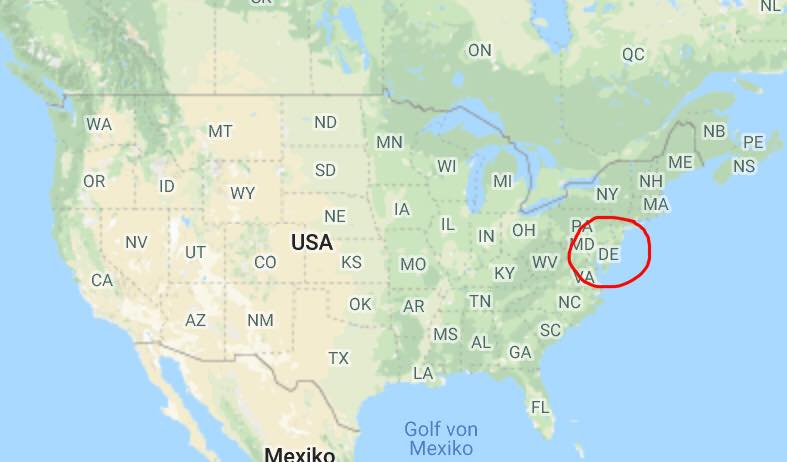 SK
ON
QC
NL
WA
MT
ND
MN
NB
PE
OR
ID
WY
SD
WI
MI
ME
NS
NH
NY
MA
NE
IA
IL
IN
OH
PA
NV
UT
USA
CO
KS
MO
KY
WV
MD
DE
VA
CA
AZ
NM
OK
AR
TN
NC
TX
MS
AL
GA
SC
LA
FL
Golf von
Mexiko
Mexiko